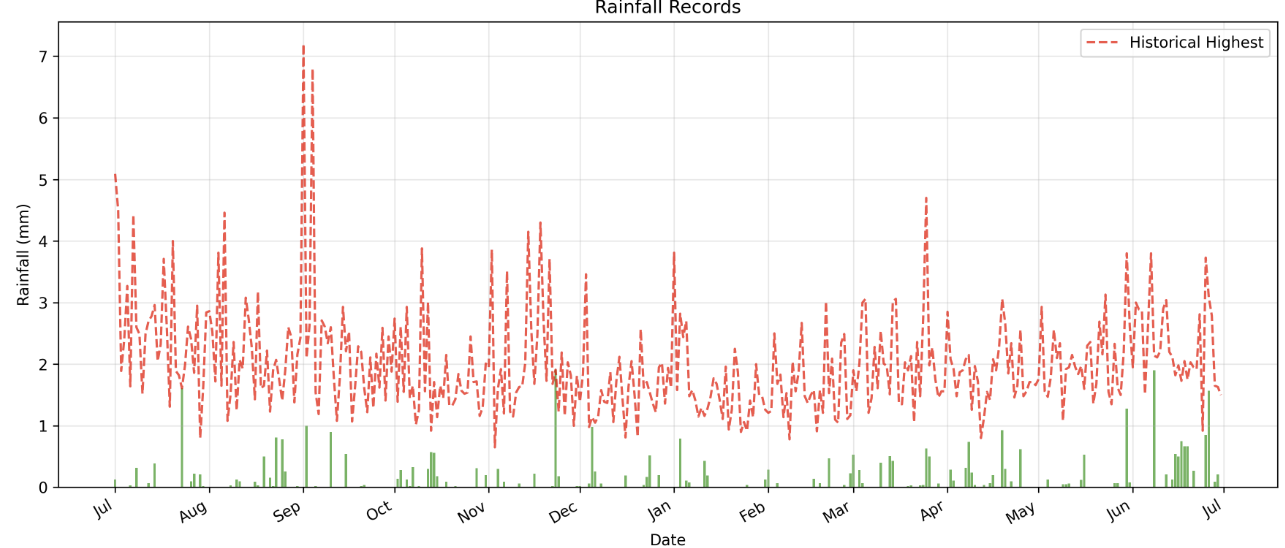 Rainfall Records
Historical Highest
Rainfall (mm)
7
6
5
4
3
2
1
0
Jul
Aug
Sep
Oct
Nov
Dec
Jan
Feb
Mar
Apr
May
Jun
Jul
Date